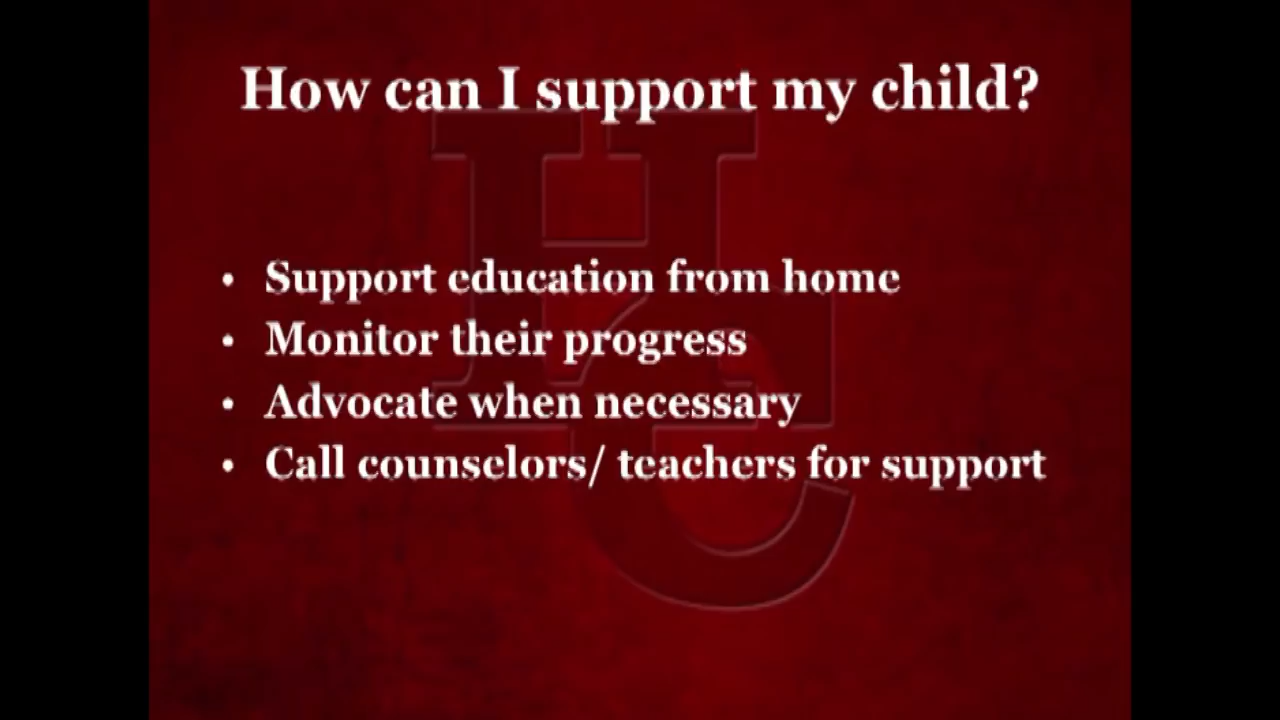 How can I support my child?
HC
• Support education from home
• Monitor their progress
• Advocate when necessary
• Call counselors/ teachers for support